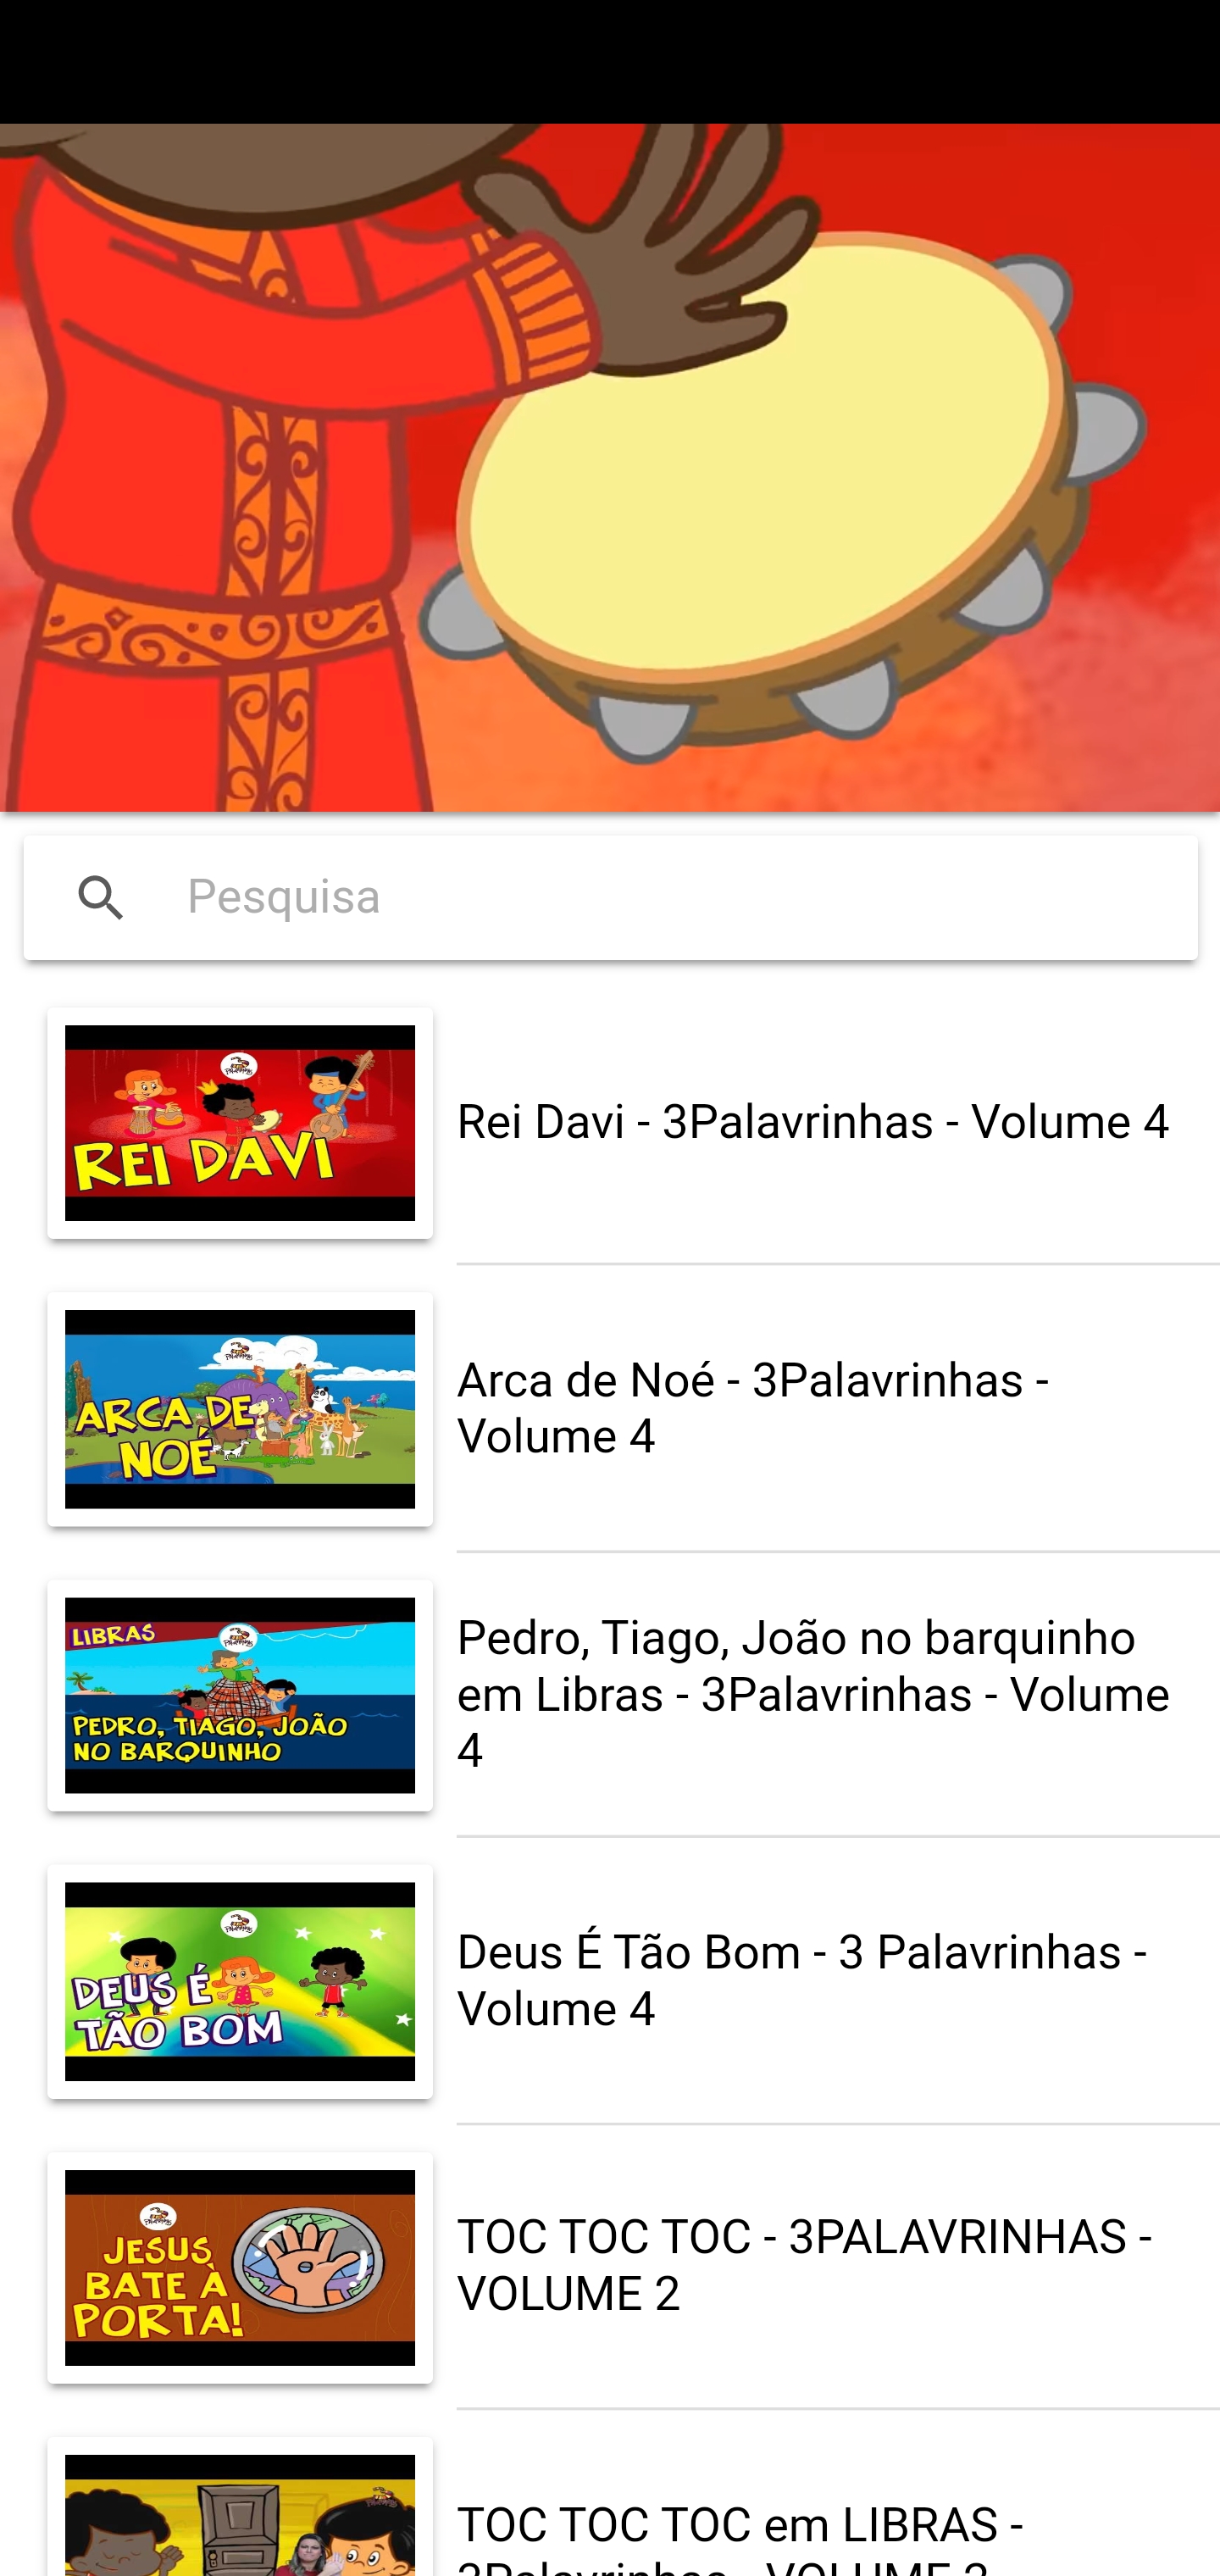 Pesquisa
REI DAVI
Rei Davi - 3Palavrinhas - Volume 4
ARCA DE
NOÉ
Arca de Noé - 3Palavrinhas -
Volume 4
LIBRAS
PEDRO, TIAGO, JOÃO
NO BARQUINHO
Pedro, Tiago, João no barquinho
em Libras - 3Palavrinhas - Volume
4
DEUS É
TÃO BOM
Deus É Tão Bom - 3 Palavrinhas -
Volume 4
JESUS
BATE À
PORTA!
TOC TOC TOC - 3PALAVRINHAS -
VOLUME 2
TOC TOC TOC em LIBRAS -
3Palavrinhas - VOLUME 2